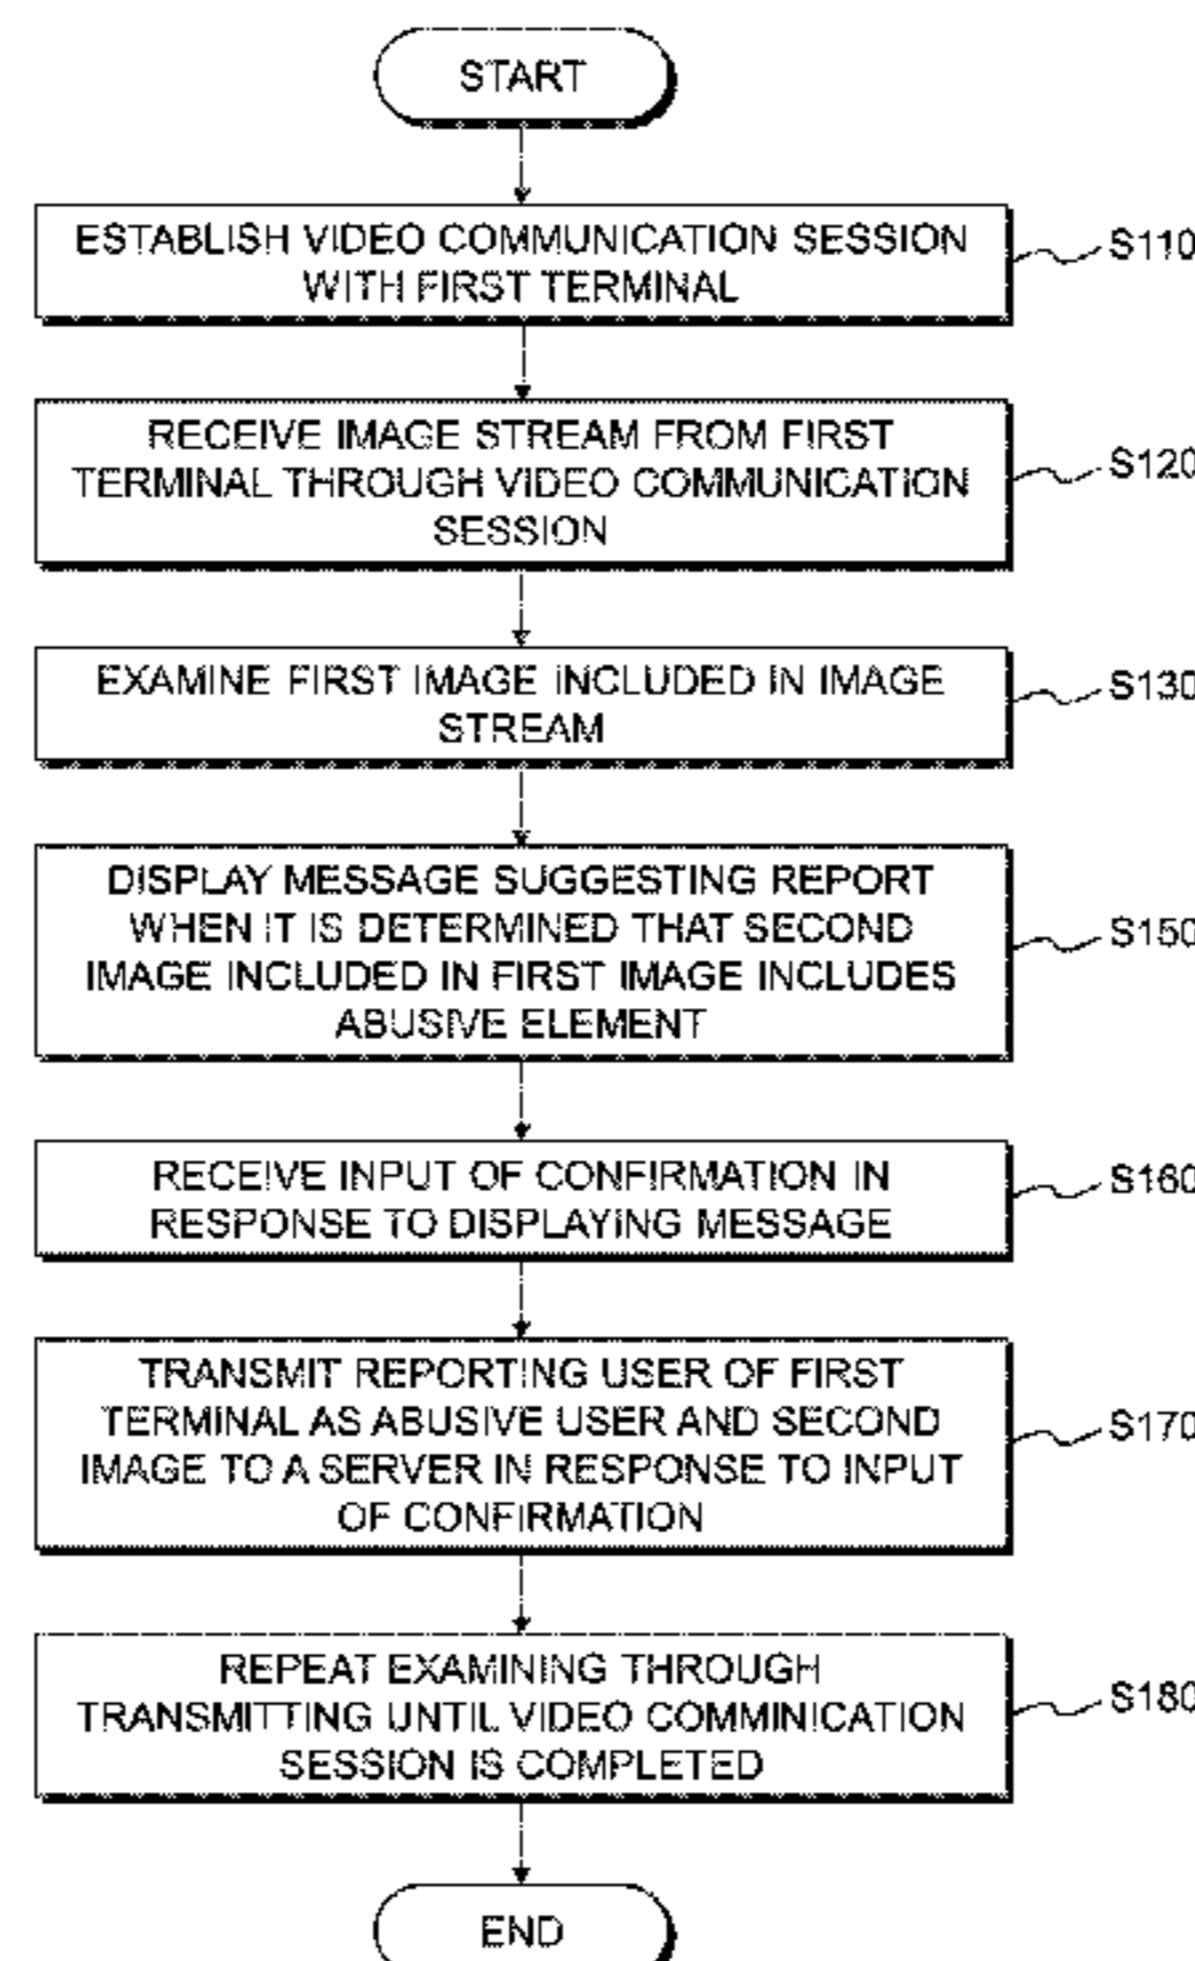 START
ESTABLISH VIDEO COMMUNICATION SESSION
WITH FIRST TERMINAL
S110
RECEIVE IMAGE STREAM FROM FIRST
TERMINAL THROUGH VIDEO COMMUNICATION
SESSION
S120
EXAMINE FIRST IMAGE INCLUDED IN IMAGE
STREAM
S130
DISPLAY MESSAGE SUGGESTING REPORT
WHEN IT IS DETERMINED THAT SECOND
IMAGE INCLUDED IN FIRST IMAGE INCLUDES
ABUSIVE ELEMENT
S150
RECEIVE INPUT OF CONFIRMATION IN
RESPONSE TO DISPLAYING MESSAGE
S160
TRANSMIT REPORTING USER OF FIRST
TERMINAL AS ABUSIVE USER AND SECOND
IMAGE TO A SERVER IN RESPONSE TO INPUT
OF CONFIRMATION
S170
REPEAT EXAMINING THROUGH
TRANSMITTING UNTIL VIDEO COMMINICATION
SESSION IS COMPLETED
S180
END